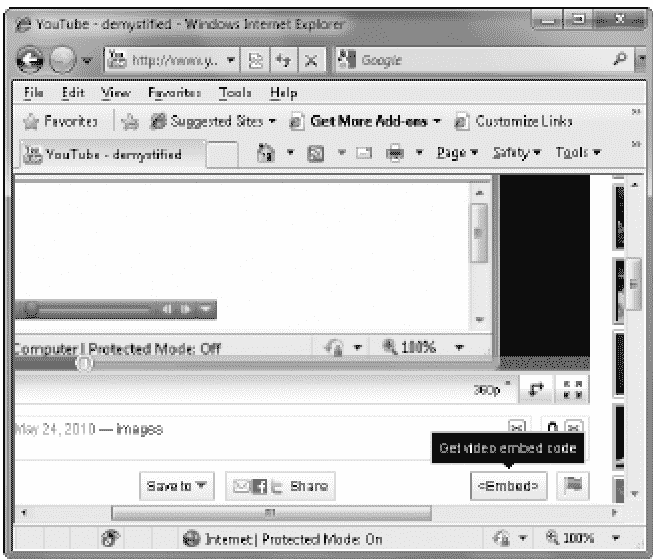 YouTube - demystified - Windows Internet Explorer
http://www.y..
Google
File Edit View Favorites Tools Help
Favorites Suggested Sites Get More Add-ons Customize Links
YouTube - demystified Page Safety Tools
Computer | Protected Mode: Off 100%
360p
May 24, 2010 — images
Get video embed code
Save to Share <Embed>
Internet | Protected Mode: On 100%